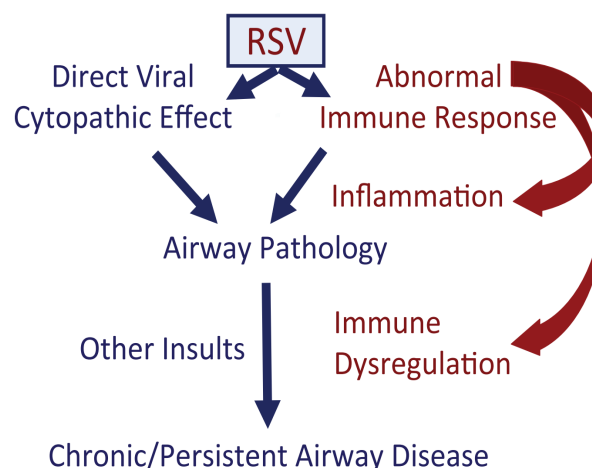 RSV
Direct Viral
Cytopathic Effect
Abnormal
Immune Response
Inflammation
Airway Pathology
Other Insults
Immune
Dysregulation
Chronic/Persistent Airway Disease